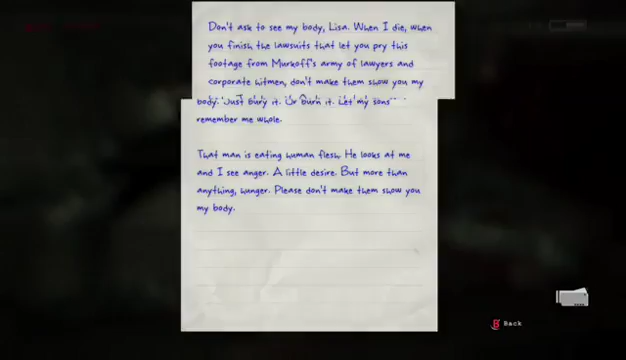 Don't ask to see my body, Lisa. When I die, when
you finish the lawsuits that let you pry this
footage from Murkoff's army of lawyers and
corporate hitmen, don't make them show you my
body. Just bury it. Or burn it. Let my sons
remember me whole.
That man is eating human flesh. He looks at me
and I see anger. A little desire. But more than
anything, hunger. Please don't make them show you
my body.
B Back